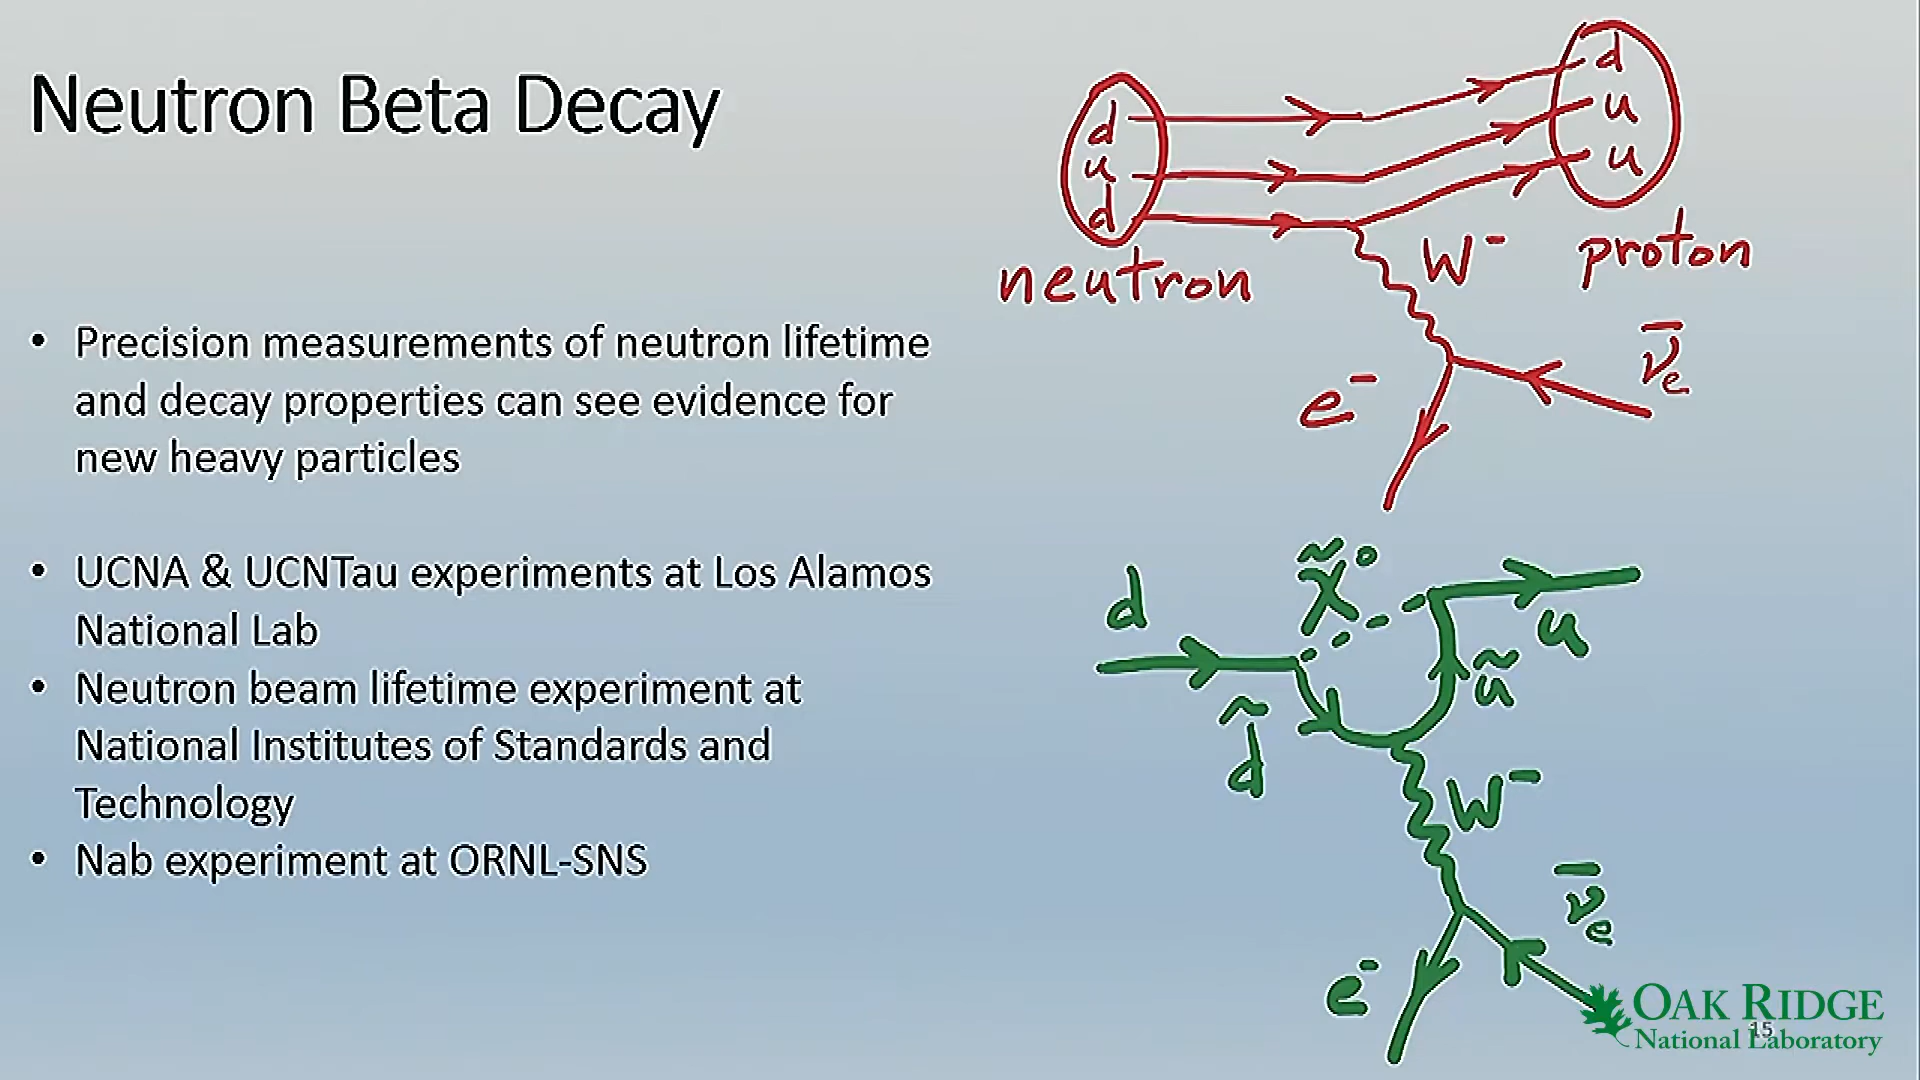 Neutron Beta Decay
• Precision measurements of neutron lifetime
and decay properties can see evidence for
new heavy particles
• UCNA & UCNTau experiments at Los Alamos
National Lab
• Neutron beam lifetime experiment at
National Institutes of Standards and
Technology
• Nab experiment at ORNL-SNS
d
u
d
neutron
d
u
u
proton
W⁻
e⁻
ν̄e
d
χ̃⁰
u
ũ
d̃
W⁻
ν̄e
e⁻
OAK RIDGE
National Laboratory
15